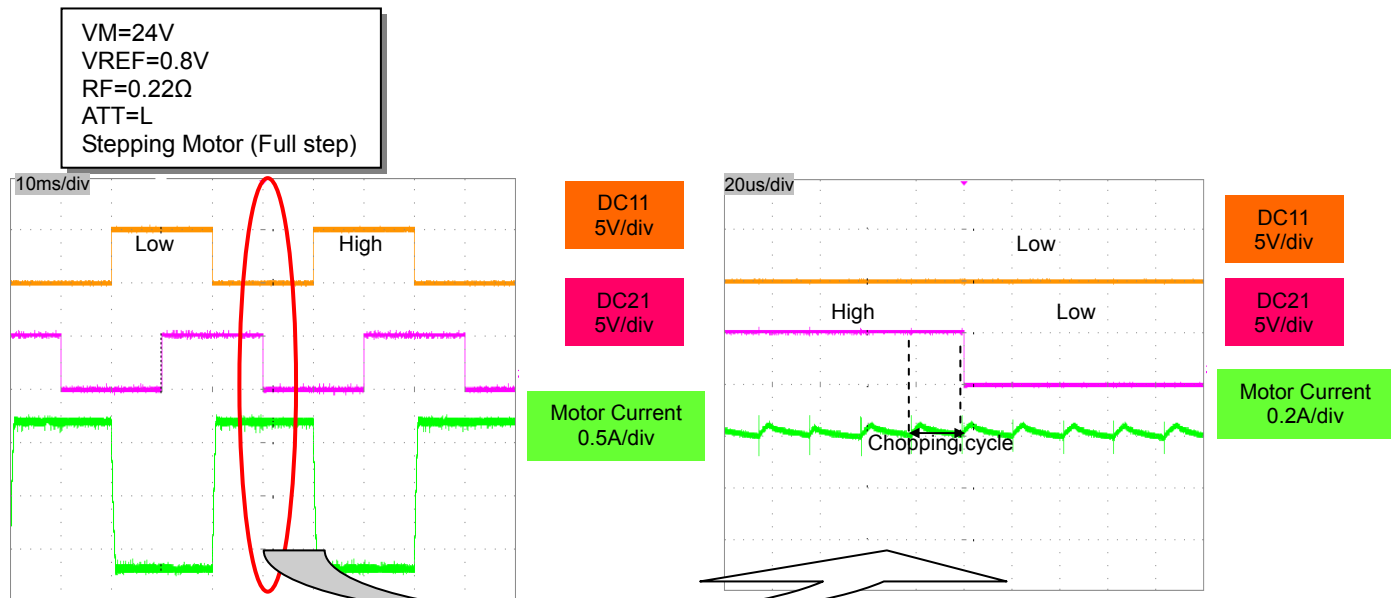 VM=24V
VREF=0.8V
RF=0.22Ω
ATT=L
Stepping Motor (Full step)
10ms/div
Low
High
DC11
5V/div
DC21
5V/div
Motor Current
0.5A/div
20us/div
Low
High
Low
Chopping cycle
DC11
5V/div
DC21
5V/div
Motor Current
0.2A/div